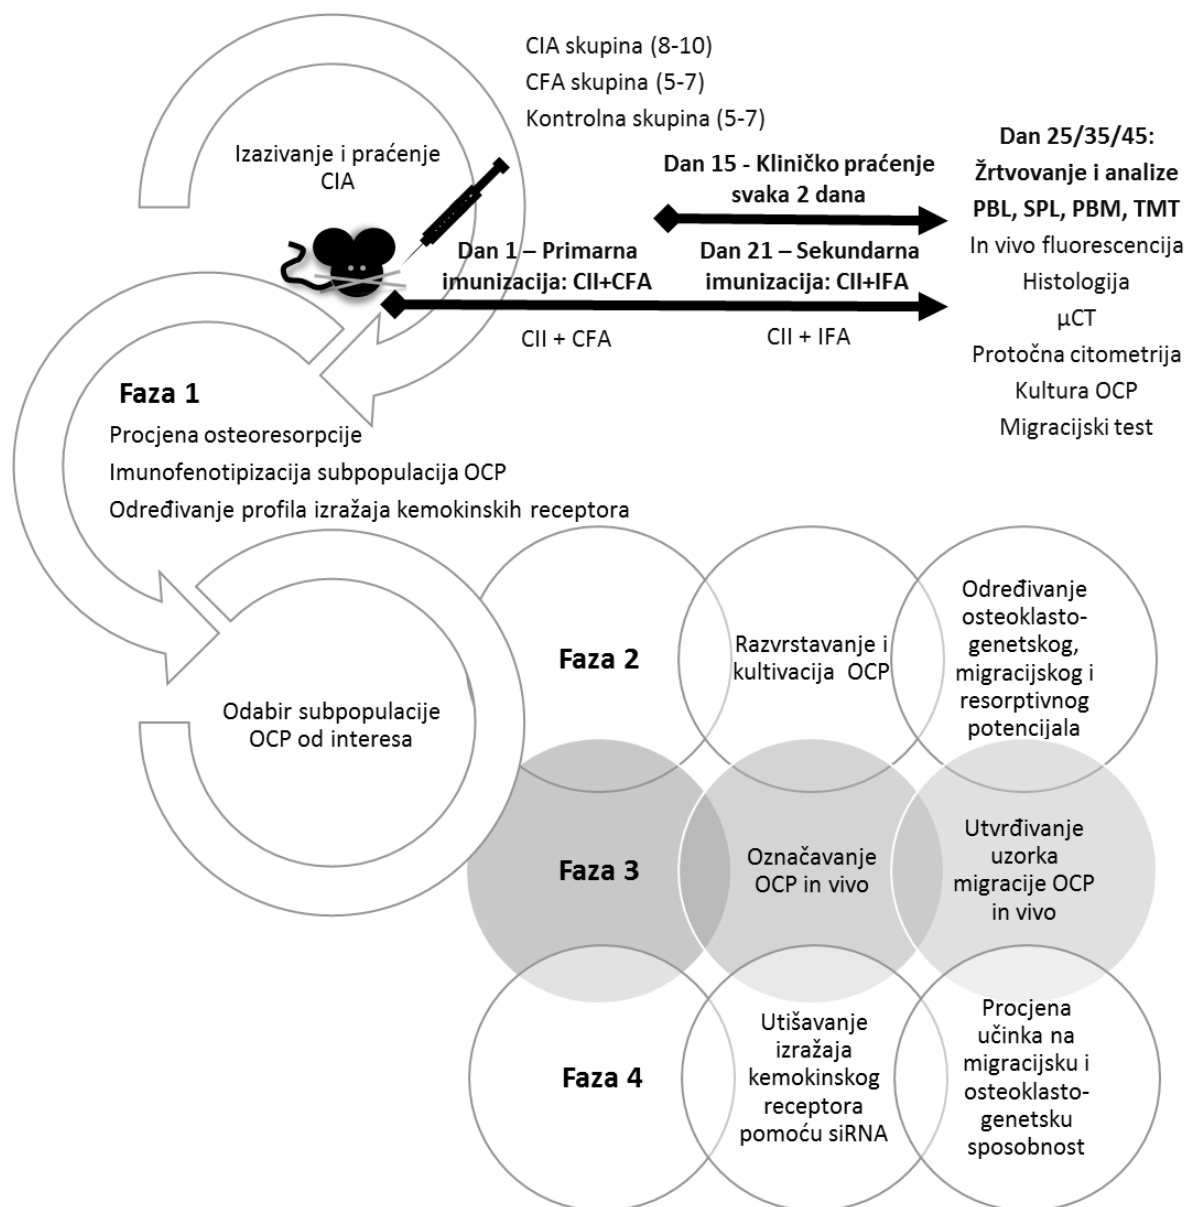 CIA skupina (8-10)
CFA skupina (5-7)
Kontrolna skupina (5-7)
Izazivanje i praćenje
CIA
Dan 15 - Kliničko praćenje
svaka 2 dana
Dan 1 – Primarna
imunizacija: CII+CFA
Dan 21 – Sekundarna
imunizacija: CII+IFA
CII + CFA
CII + IFA
Dan 25/35/45:
Žrtvovanje i analize
PBL, SPL, PBM, TMT
In vivo fluorescencija
Histologija
µCT
Protočna citometrija
Kultura OCP
Migracijski test
Faza 1
Procjena osteoresorpcije
Imunofenotipizacija subpopulacija OCP
Određivanje profila izražaja kemokinskih receptora
Odabir subpopulacije
OCP od interesa
Faza 2
Razvrstavanje i
kultivacija OCP
Određivanje
osteoklasto-
genetskog,
migracijskog i
resorptivnog
potencijala
Faza 3
Označavanje
OCP in vivo
Utvrđivanje
uzorka
migracije OCP
in vivo
Faza 4
Utišavanje
izražaja
kemokinskog
receptora
pomoću siRNA
Procjena
učinka na
migracijsku i
osteoklasto-
genetsku
sposobnost